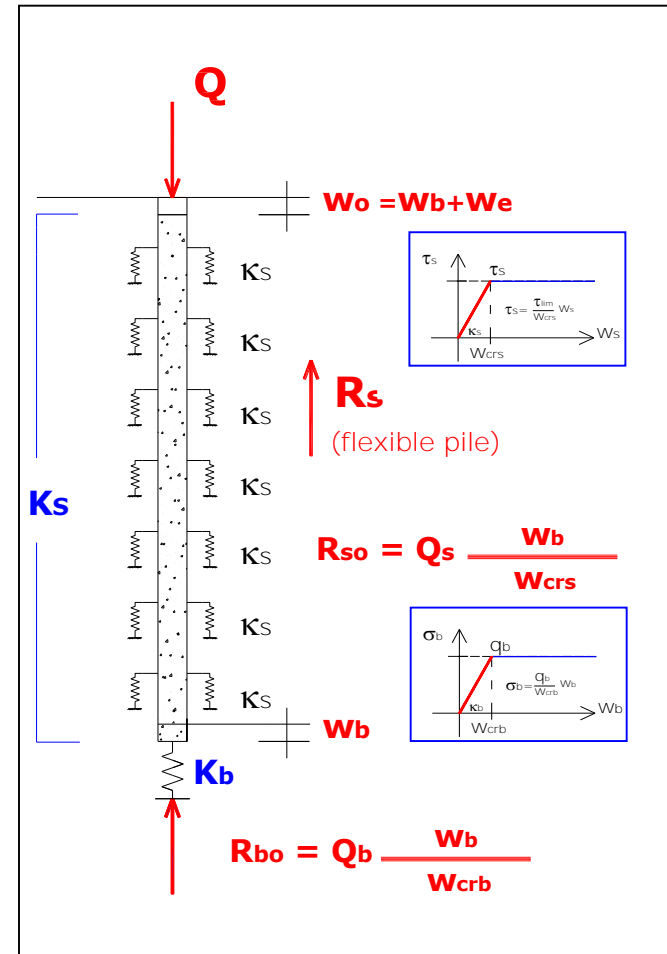 Q
wo =wb+we
κs
τs
τs
τs= τlim/wcrs ws
κs
ws
wcrs
κs
κs
Rs
(flexible pile)
κs
Ks
κs
Rso = Qs wb/wcrs
κs
σb
qb
σb= qb/wcrb wb
κb
wb
wcrb
κs
wb
Kb
Rbo = Qb wb/wcrb